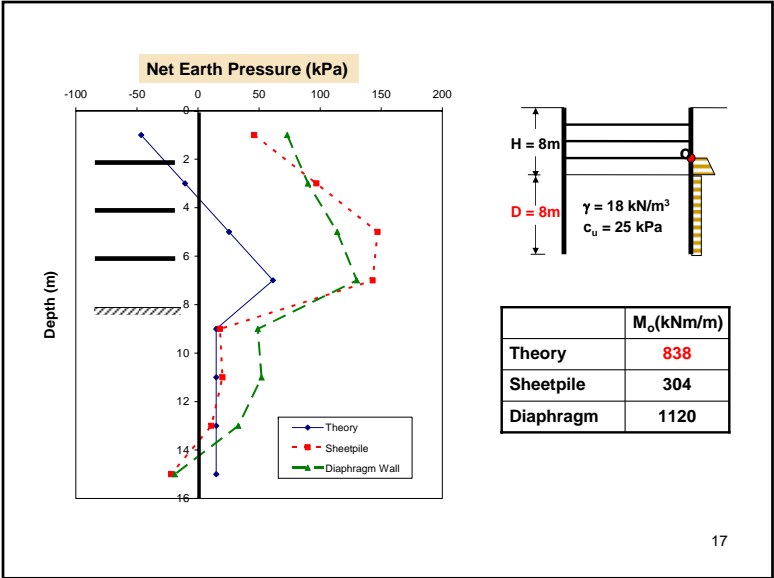 Net Earth Pressure (kPa)
-100 -50 0 50 100 150 200
0
2
4
6
8
10
12
14
16
Depth (m)
Theory
Sheetpile
Diaphragm Wall
H = 8m
O
D = 8m
γ = 18 kN/m³
cᵤ = 25 kPa
Mₒ(kNm/m)
Theory 838
Sheetpile 304
Diaphragm 1120
17